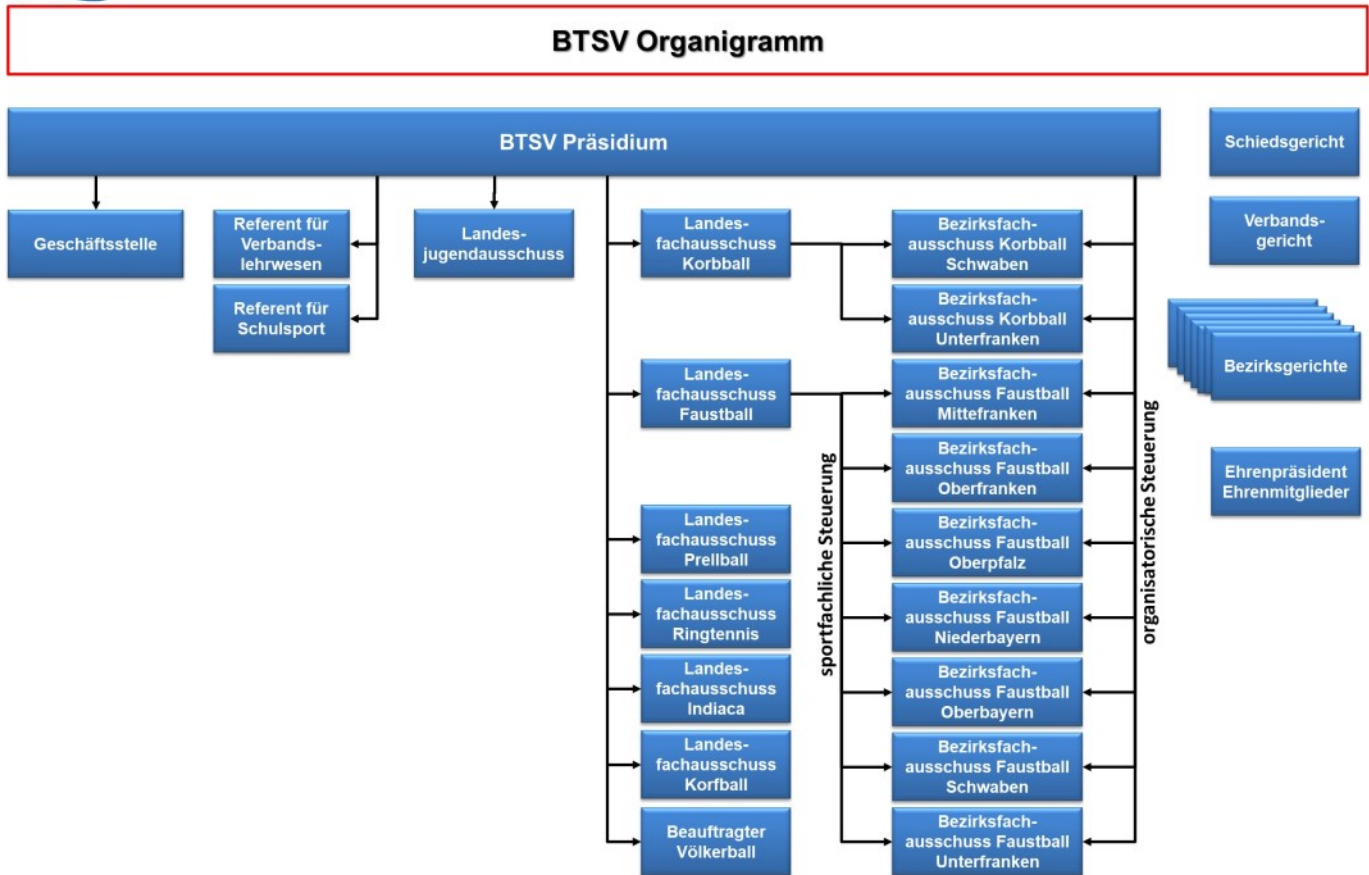 BTSV Organigramm
BTSV Präsidium
Schiedsgericht
Verbands-
gericht
Bezirksgerichte
Ehrenpräsident
Ehrenmitglieder
Geschäftsstelle
Referent für
Verbands-
lehrwesen
Referent für
Schulsport
Landes-
jugendausschuss
Landes-
fachausschuss
Korbball
Landes-
fachausschuss
Faustball
Landes-
fachausschuss
Prellball
Landes-
fachausschuss
Ringtennis
Landes-
fachausschuss
Indiaca
Landes-
fachausschuss
Korfball
Beauftragter
Völkerball
sportfachliche Steuerung
Bezirksfach-
ausschuss Korbball
Schwaben
Bezirksfach-
ausschuss Korbball
Unterfranken
Bezirksfach-
ausschuss Faustball
Mittefranken
Bezirksfach-
ausschuss Faustball
Oberfranken
Bezirksfach-
ausschuss Faustball
Oberpfalz
Bezirksfach-
ausschuss Faustball
Niederbayern
Bezirksfach-
ausschuss Faustball
Oberbayern
Bezirksfach-
ausschuss Faustball
Schwaben
Bezirksfach-
ausschuss Faustball
Unterfranken
organisatorische Steuerung